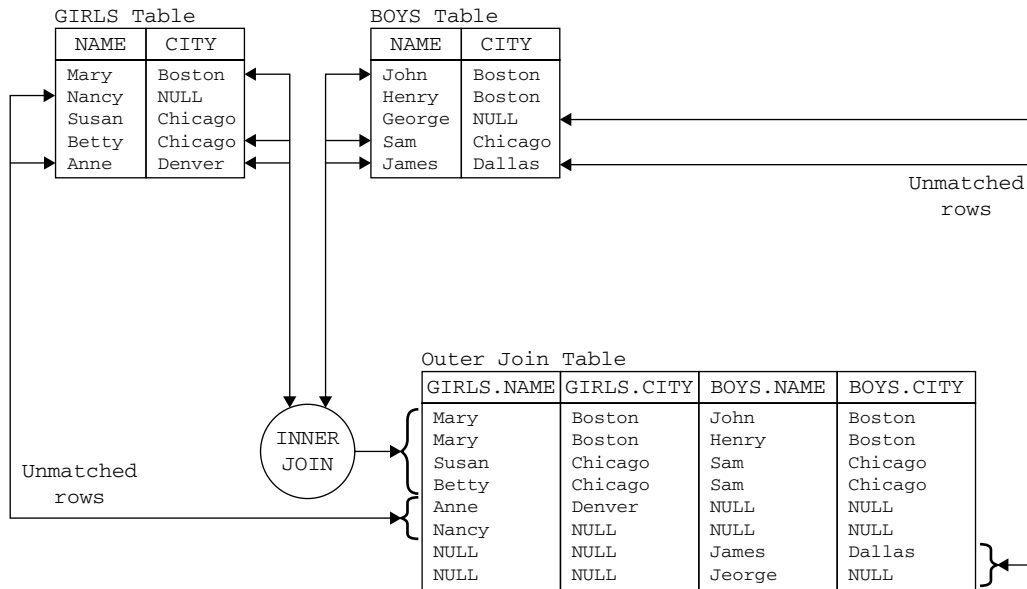 GIRLS Table
NAME CITY
Mary Boston
Nancy NULL
Susan Chicago
Betty Chicago
Anne Denver
BOYS Table
NAME CITY
John Boston
Henry Boston
George NULL
Sam Chicago
James Dallas
Unmatched
rows
INNER
JOIN
Unmatched
rows
Outer Join Table
GIRLS.NAME GIRLS.CITY BOYS.NAME BOYS.CITY
Mary Boston John Boston
Mary Boston Henry Boston
Susan Chicago Sam Chicago
Betty Chicago Sam Chicago
Anne Denver NULL NULL
Nancy NULL NULL NULL
NULL NULL James Dallas
NULL NULL Jeorge NULL